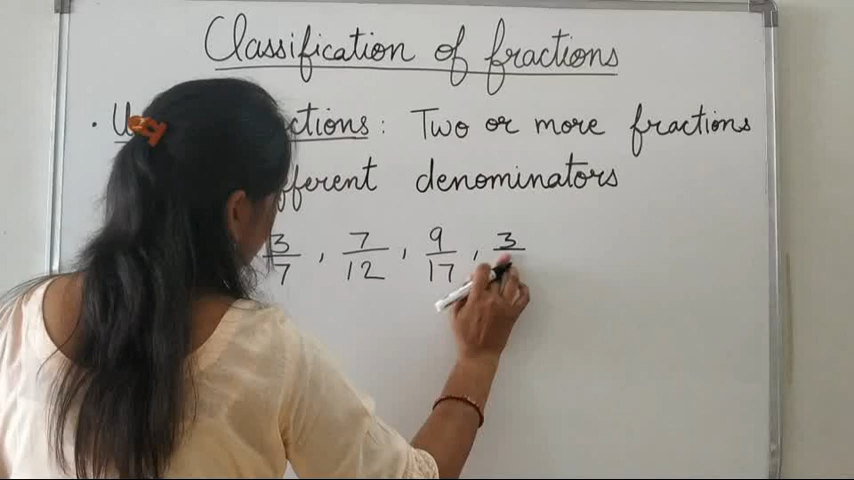 Classification of fractions
• U ctions : Two or more fractions
fferent denominators
3/7 , 7/12 , 9/17 , 3